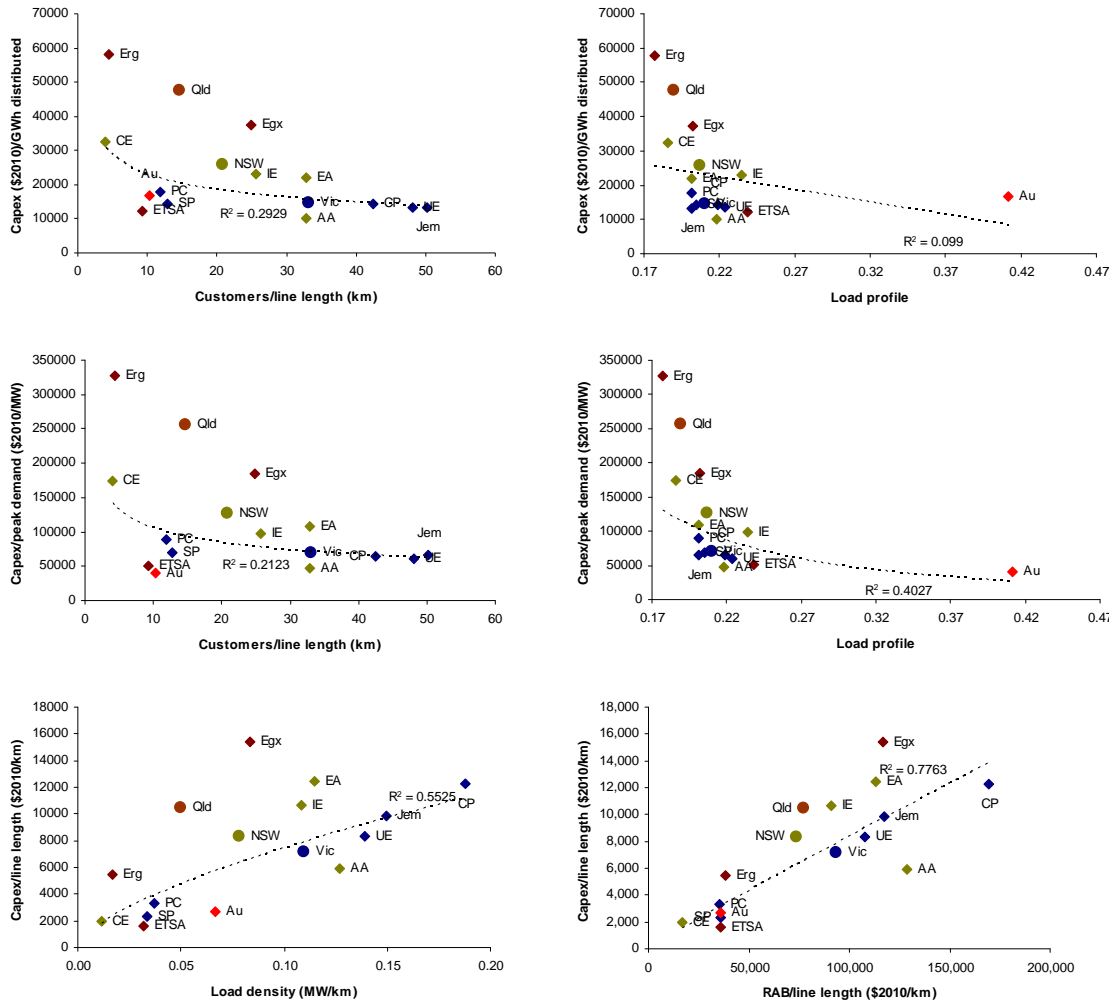 Capex ($2010)/GWh distributed
70000
60000
50000
40000
30000
20000
10000
0
Erg
Qld
Egx
CE
NSW
IE
EA
Au
PC
SP
ETSA
R² = 0.2929
Vic
CP
UE
AA
Jem
0 10 20 30 40 50 60
Customers/line length (km)
Capex ($2010)/GWh distributed
70000
60000
50000
40000
30000
20000
10000
0
Erg
Qld
Egx
CE
NSW
IE
EA
CP
PC
Au
SP
Vic
UE
ETSA
Jem
AA
R² = 0.099
0.17 0.22 0.27 0.32 0.37 0.42 0.47
Load profile
Capex/peak demand ($2010/MW)
350000
300000
250000
200000
150000
100000
50000
0
Erg
Qld
CE
Egx
NSW
EA
IE
Jem
PC
SP
Vic
CP
UE
ETSA
Au
R² = 0.2123
AA
0 10 20 30 40 50 60
Customers/line length (km)
Capex/peak demand ($2010/MW)
350000
300000
250000
200000
150000
100000
50000
0
Erg
Qld
Egx
CE
NSW
EA
CP
IE
PC
SP
Vic
UE
ETSA
Jem
AA
Au
R² = 0.4027
0.17 0.22 0.27 0.32 0.37 0.42 0.47
Load profile
Capex/line length ($2010/km)
18000
16000
14000
12000
10000
8000
6000
4000
2000
0
Egx
EA
R² = 0.5525
CP
Qld
IE
Jem
NSW
UE
Vic
Erg
AA
PC
SP
Au
CE
ETSA
0.00 0.05 0.10 0.15 0.20
Load density (MW/km)
Capex/line length ($2010/km)
18,000
16,000
14,000
12,000
10,000
8,000
6,000
4,000
2,000
0
Egx
R² = 0.7763
EA
CP
Qld
IE
Jem
NSW
UE
Vic
Erg
AA
PC
Au
SP
CE
ETSA
0 50,000 100,000 150,000 200,000
RAB/line length ($2010/km)